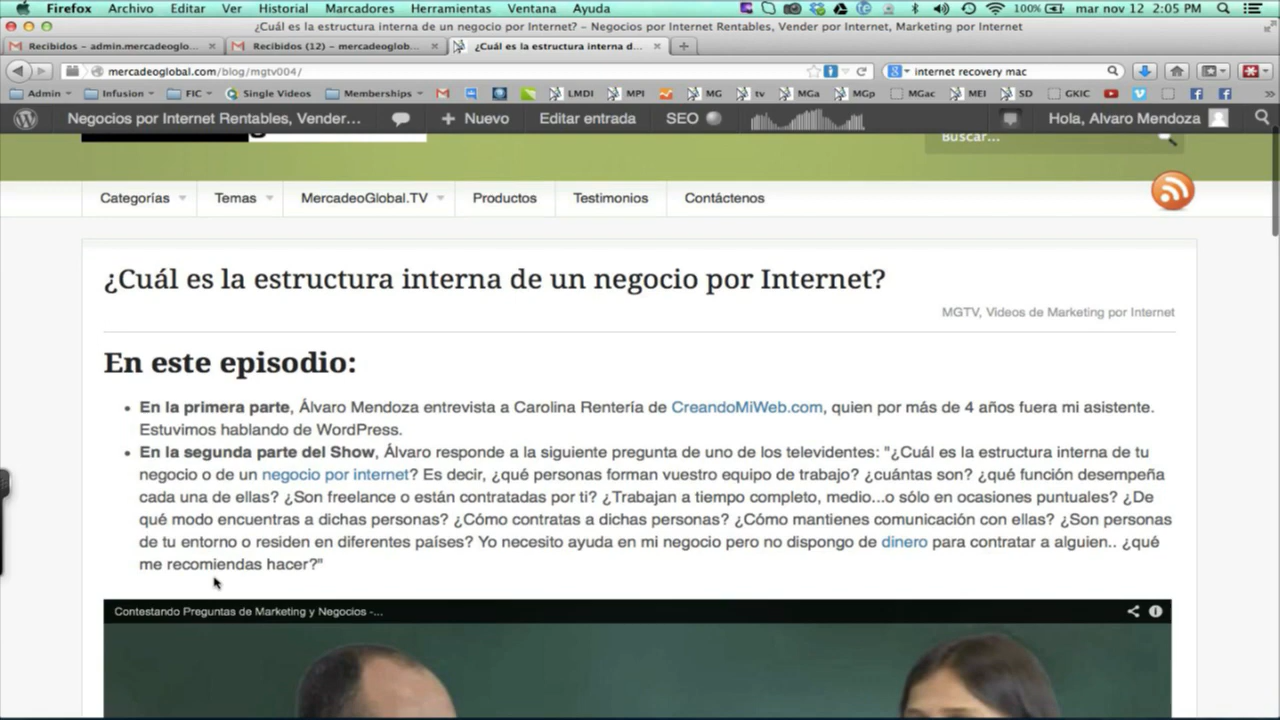 Firefox Archivo Editar Ver Historial Marcadores Herramientas Ventana Ayuda 100% mar nov 12 2:05 PM
¿Cuál es la estructura interna de un negocio por Internet? – Negocios por Internet Rentables, Vender por Internet, Marketing por Internet
Recibidos – admin.mercadeoglo... Recibidos (12) – mercadeoglob... ¿Cuál es la estructura interna d...
mercadeoglobal.com/blog/mgtv004/ internet recovery mac
Admin Infusion FIC Single Videos Memberships LMDI MPI MG tv MGa MGp MGac MEI SD GKIC
Negocios por Internet Rentables, Vender... Nuevo Editar entrada SEO Hola, Alvaro Mendoza
Buscar...
Categorías Temas MercadeoGlobal.TV Productos Testimonios Contáctenos
¿Cuál es la estructura interna de un negocio por Internet?
MGTV, Videos de Marketing por Internet
En este episodio:
• En la primera parte, Álvaro Mendoza entrevista a Carolina Rentería de CreandoMiWeb.com, quien por más de 4 años fuera mi asistente.
Estuvimos hablando de WordPress.
• En la segunda parte del Show, Álvaro responde a la siguiente pregunta de uno de los televidentes: "¿Cuál es la estructura interna de tu
negocio o de un negocio por internet? Es decir, ¿qué personas forman vuestro equipo de trabajo? ¿cuántas son? ¿qué función desempeña
cada una de ellas? ¿Son freelance o están contratadas por ti? ¿Trabajan a tiempo completo, medio...o sólo en ocasiones puntuales? ¿De
qué modo encuentras a dichas personas? ¿Cómo contratas a dichas personas? ¿Cómo mantienes comunicación con ellas? ¿Son personas
de tu entorno o residen en diferentes países? Yo necesito ayuda en mi negocio pero no dispongo de dinero para contratar a alguien.. ¿qué
me recomiendas hacer?"
Contestando Preguntas de Marketing y Negocios -...